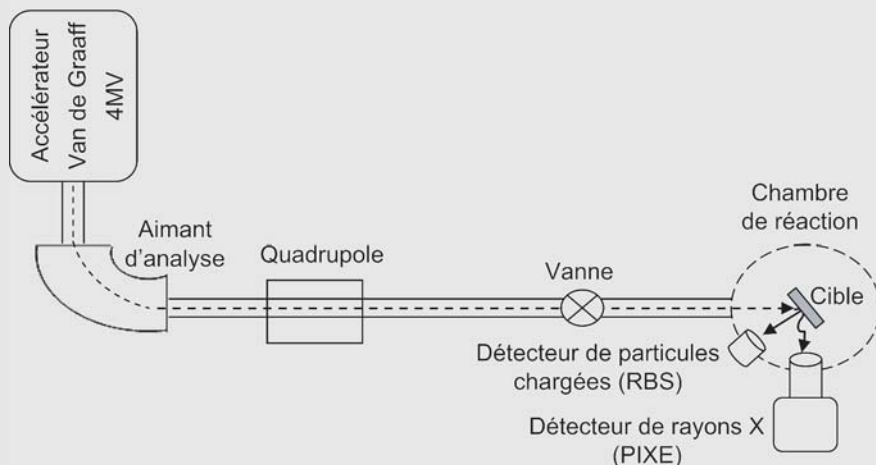 Accélérateur
Van de Graaff
4MV
Aimant
d'analyse
Quadrupole
Vanne
Chambre
de réaction
Cible
Détecteur de particules
chargées (RBS)
Détecteur de rayons X
(PIXE)